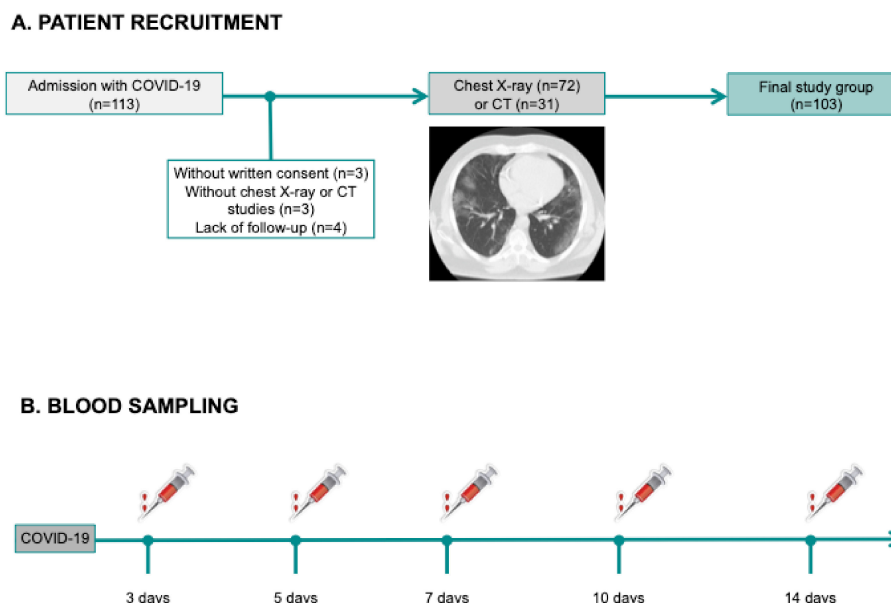 A. PATIENT RECRUITMENT
Admission with COVID-19
(n=113)
Chest X-ray (n=72)
or CT (n=31)
Final study group
(n=103)
Without written consent (n=3)
Without chest X-ray or CT
studies (n=3)
Lack of follow-up (n=4)
B. BLOOD SAMPLING
COVID-19
3 days
5 days
7 days
10 days
14 days